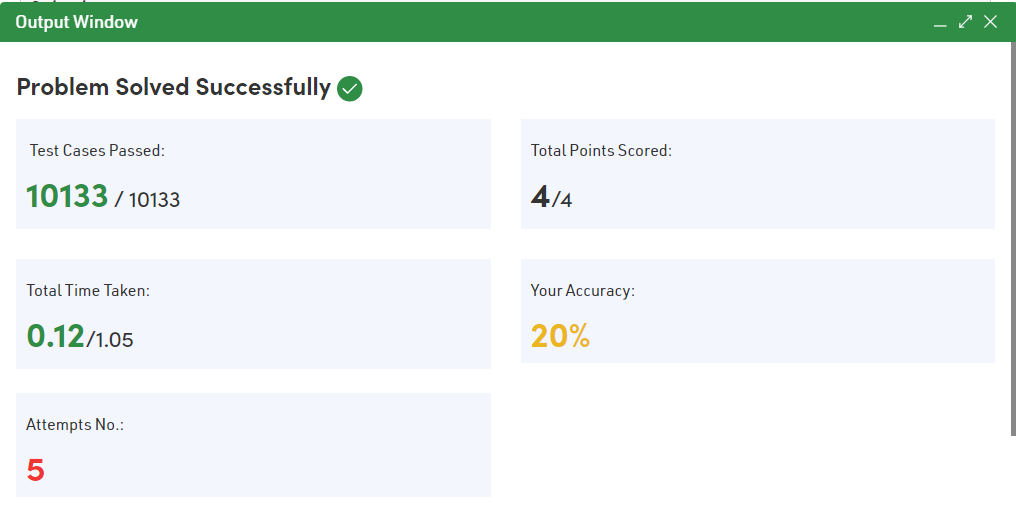 Output Window
Problem Solved Successfully
Test Cases Passed:
10133 / 10133
Total Points Scored:
4/4
Total Time Taken:
0.12/1.05
Your Accuracy:
20%
Attempts No.:
5